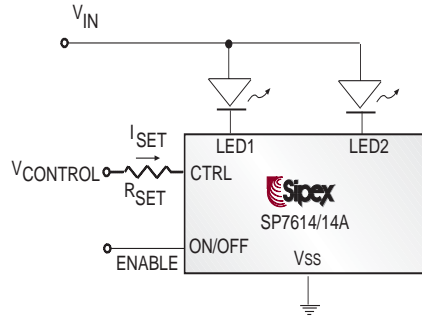 VIN
ISET
LED1 LED2
VCONTROL
CTRL
RSET
Sipex
SP7614/14A
ON/OFF
ENABLE
VSS